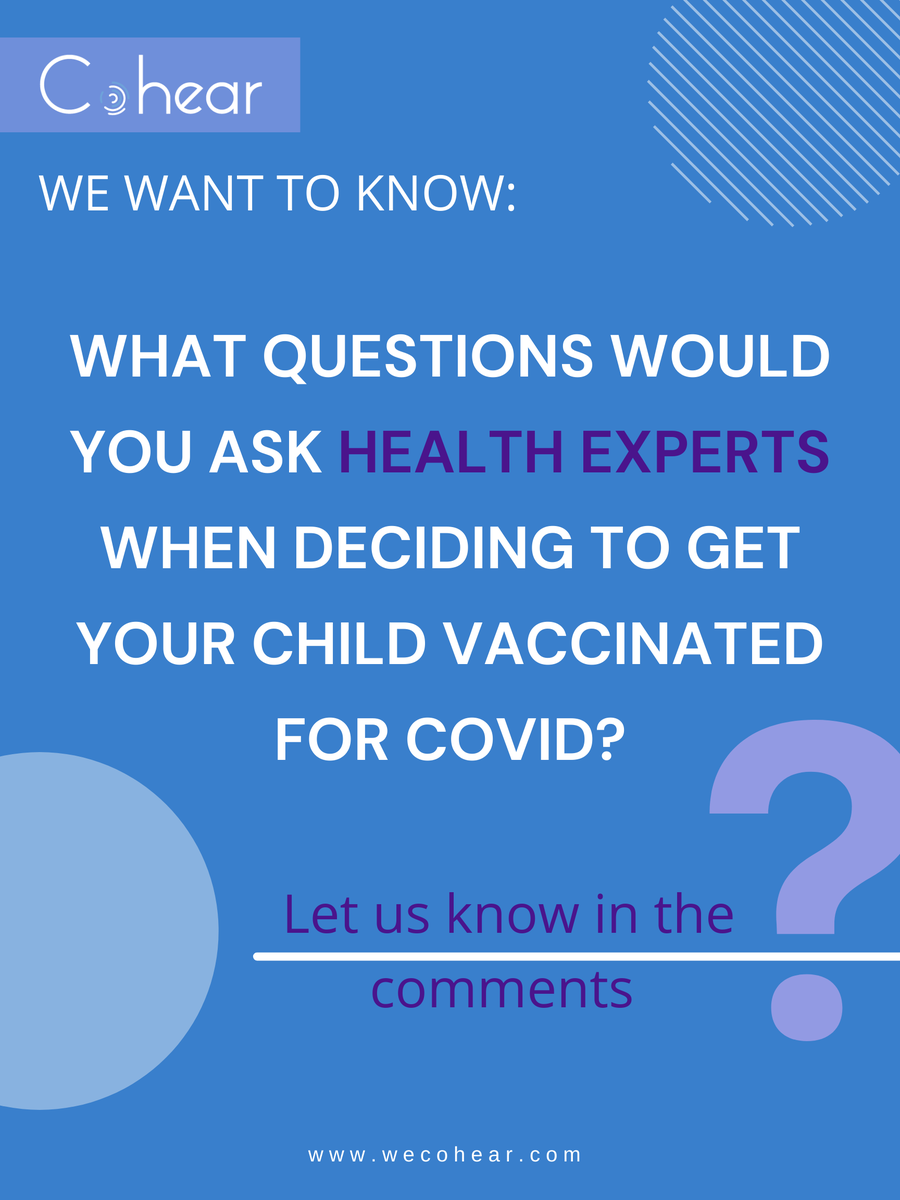 Cohear
WE WANT TO KNOW:
WHAT QUESTIONS WOULD
YOU ASK HEALTH EXPERTS
WHEN DECIDING TO GET
YOUR CHILD VACCINATED
FOR COVID?
?
Let us know in the
comments
www.wecohear.com